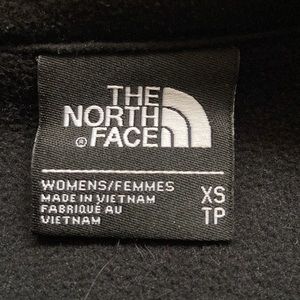 THE
NORTH
® FACE
WOMENS/FEMMES
MADE IN VIETNAM
FABRIQUÉ AU
VIETNAM
XS
TP